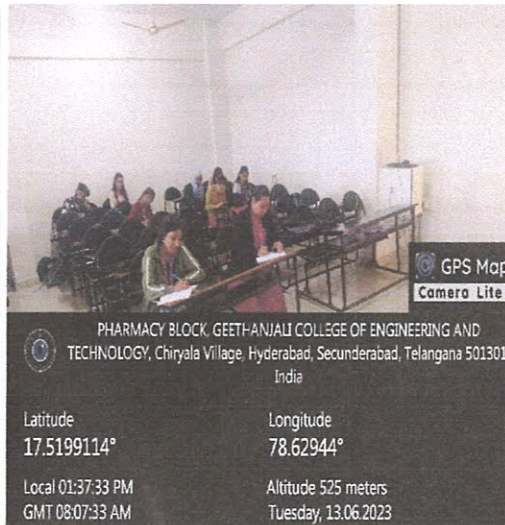 GPS Map
Camera Lite
PHARMACY BLOCK, GEETHANJALI COLLEGE OF ENGINEERING AND
TECHNOLOGY, Chiryala Village, Hyderabad, Secunderabad, Telangana 501301
India
Latitude
17.5199114°
Longitude
78.62944°
Local 01:37:33 PM
GMT 08:07:33 AM
Altitude 525 meters
Tuesday, 13.06.2023